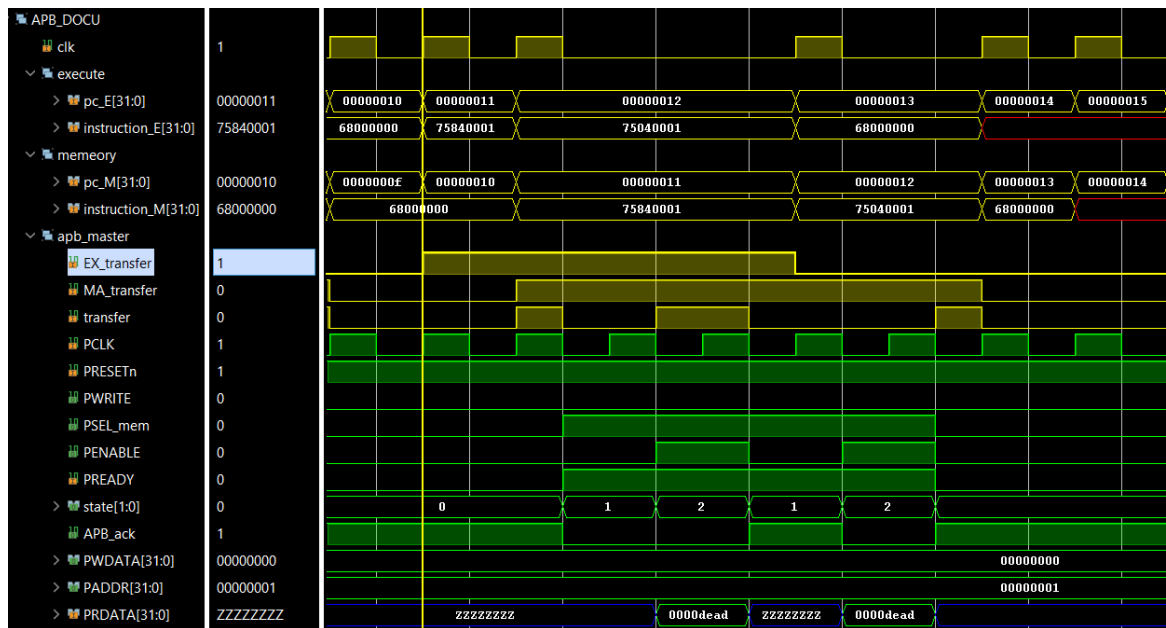 APB_DOCU
clk 1
execute
pc_E[31:0] 00000011 00000010 00000011 00000012 00000013 00000014 00000015
instruction_E[31:0] 75840001 68000000 75840001 75040001 68000000
memeory
pc_M[31:0] 00000010 0000000f 00000010 00000011 00000012 00000013 00000014
instruction_M[31:0] 68000000 68000000 75840001 75040001 68000000
apb_master
EX_transfer 1
MA_transfer 0
transfer 0
PCLK 1
PRESETn 1
PWRITE 0
PSEL_mem 0
PENABLE 0
PREADY 0
state[1:0] 0 0 1 2 1 2
APB_ack 1
PWDATA[31:0] 00000000 00000000
PADDR[31:0] 00000001 00000001
PRDATA[31:0] ZZZZZZZZ ZZZZZZZZ 0000dead ZZZZZZZZ 0000dead